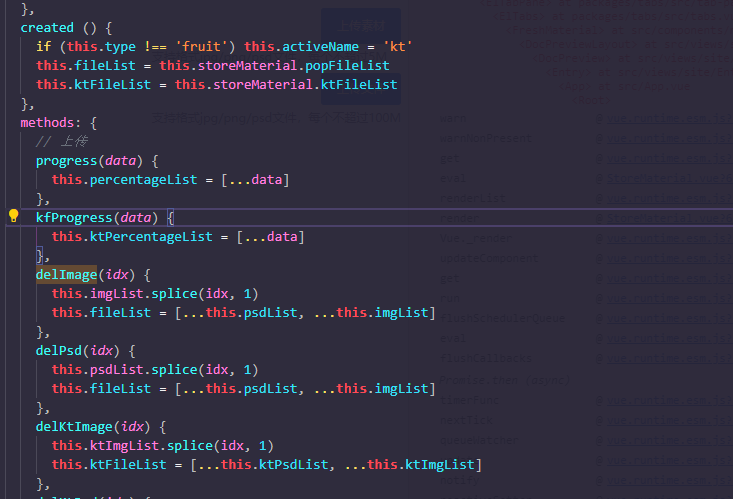 },
created () {
if (this.type !== 'fruit') this.activeName = 'kt'
this.fileList = this.storeMaterial.popFileList
this.ktFileList = this.storeMaterial.ktFileList
},
methods: {
// 上传
progress(data) {
this.percentageList = [...data]
},
kfProgress(data) {
this.ktPercentageList = [...data]
},
delImage(idx) {
this.imgList.splice(idx, 1)
this.fileList = [...this.psdList, ...this.imgList]
},
delPsd(idx) {
this.psdList.splice(idx, 1)
this.fileList = [...this.psdList, ...this.imgList]
},
delKtImage(idx) {
this.ktImgList.splice(idx, 1)
this.ktFileList = [...this.ktPsdList, ...this.ktImgList]
},